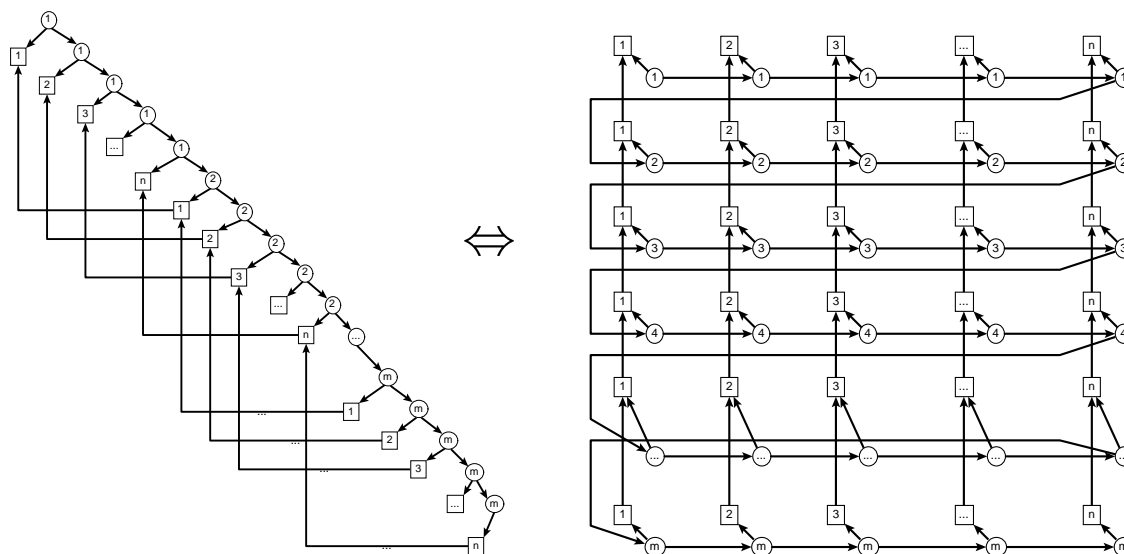 1
1 1
2 1
3 1
... 1
n 2
1 2
2 2
3 2
... 2
n ...
m
... 1 m
... 2 m
... 3 m
... m
... n
⇔
1 2 3 ... n
1 1 1 1 1
1 2 3 ... n
2 2 2 2 2
1 2 3 ... n
3 3 3 3 3
1 2 3 ... n
4 4 4 4 4
1 2 3 ... n
... ... ... ... ...
1 2 3 ... n
m m m m m